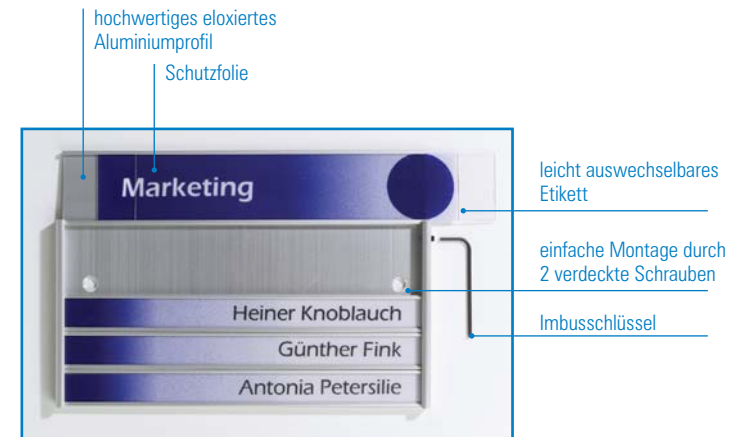 hochwertiges eloxiertes
Aluminiumprofil
Schutzfolie
Marketing
leicht auswechselbares
Etikett
einfache Montage durch
2 verdeckte Schrauben
Heiner Knoblauch
Imbusschlüssel
Günther Fink
Antonia Petersilie